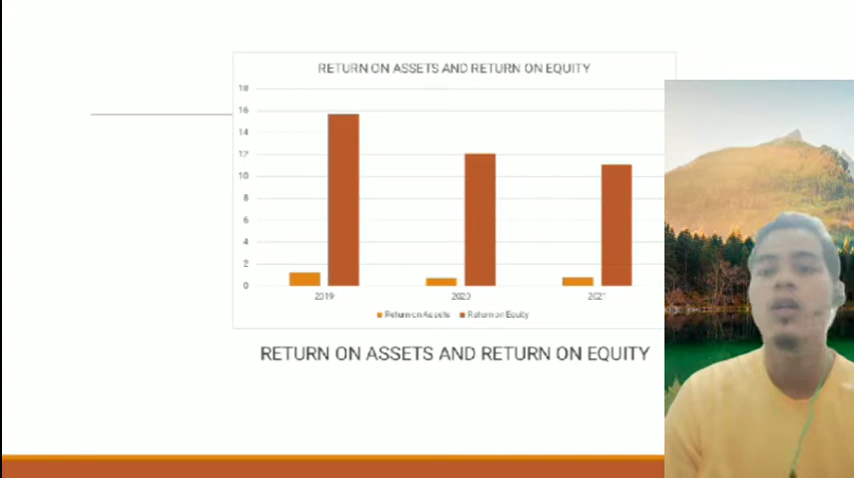 RETURN ON ASSETS AND RETURN ON EQUITY
18
16
14
12
10
8
6
4
2
0
2019 2020 2021
Return on Assets Return on Equity
RETURN ON ASSETS AND RETURN ON EQUITY